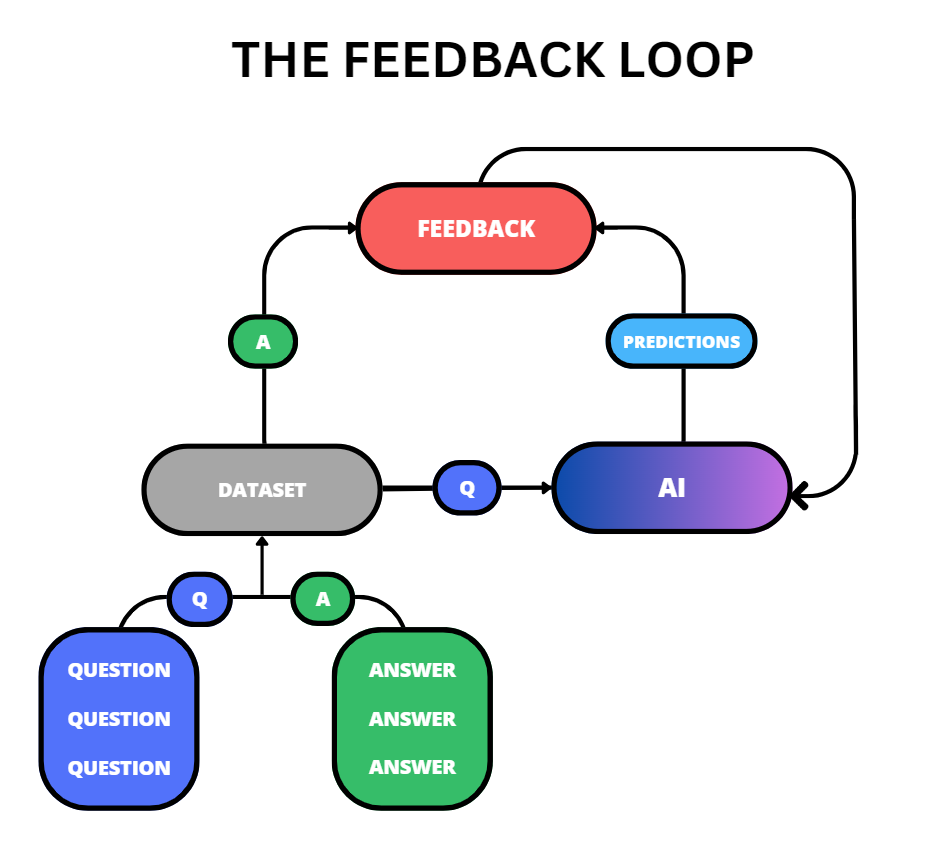 THE FEEDBACK LOOP
FEEDBACK
A
PREDICTIONS
DATASET
Q
AI
Q
A
QUESTION
QUESTION
QUESTION
ANSWER
ANSWER
ANSWER